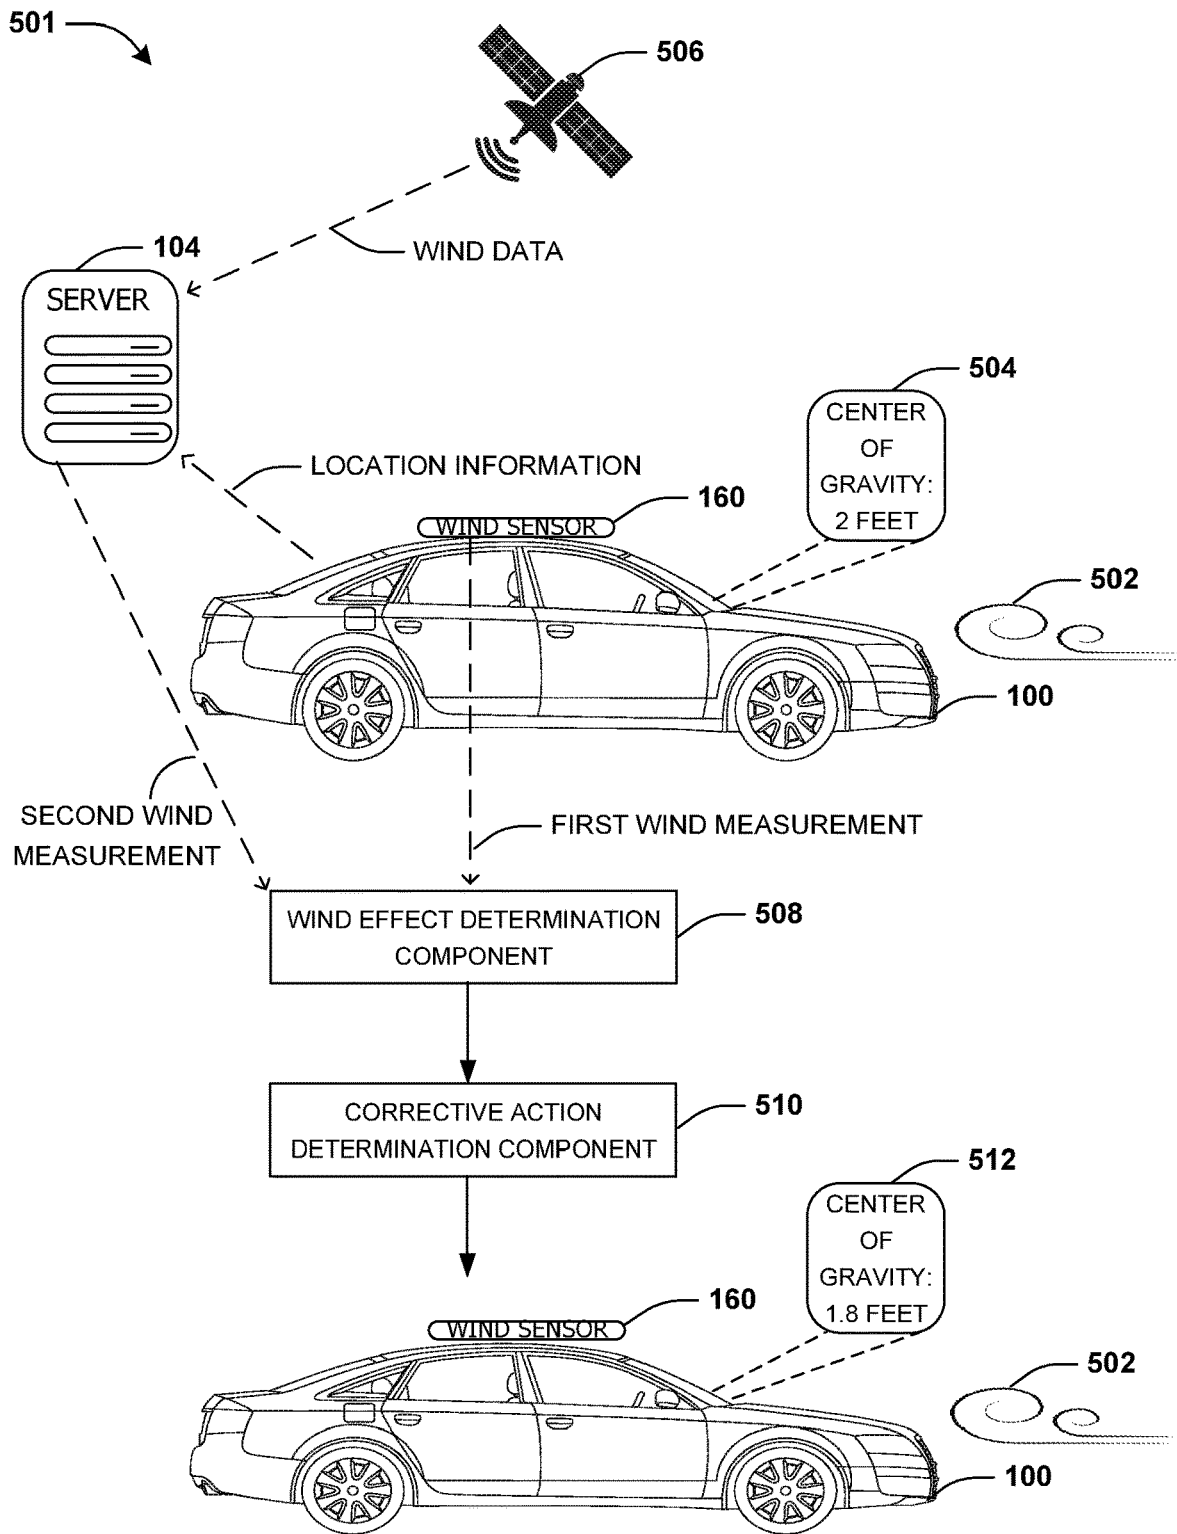 501
506
WIND DATA
104
SERVER
504
CENTER
OF
GRAVITY:
2 FEET
LOCATION INFORMATION
160
WIND SENSOR
502
100
SECOND WIND
MEASUREMENT
FIRST WIND MEASUREMENT
WIND EFFECT DETERMINATION
COMPONENT
508
CORRECTIVE ACTION
DETERMINATION COMPONENT
510
512
CENTER
OF
GRAVITY:
1.8 FEET
160
WIND SENSOR
502
100